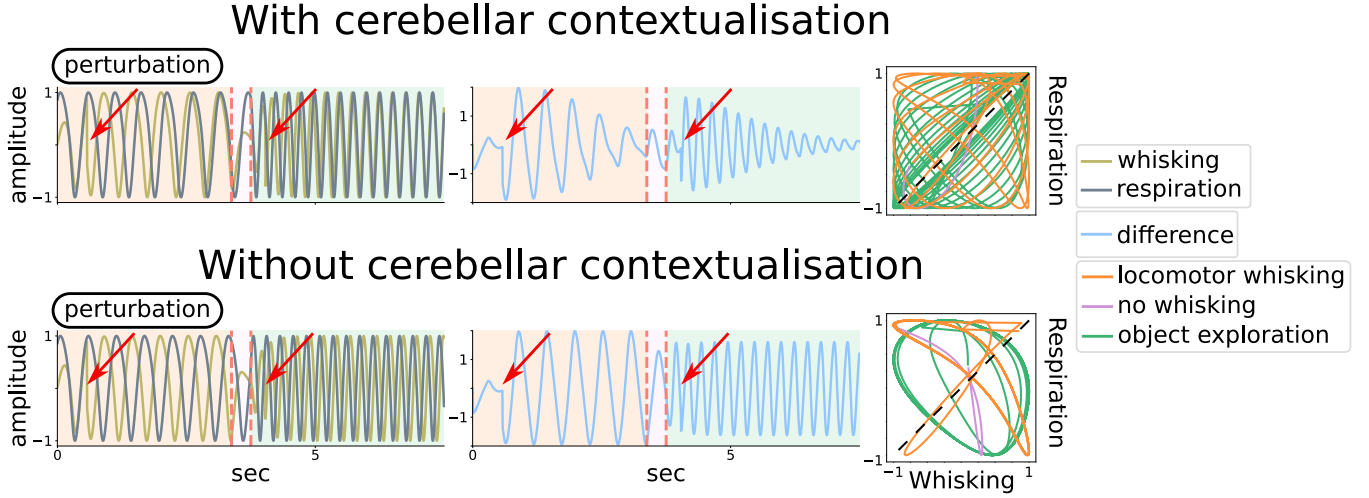 With cerebellar contextualisation
perturbation
amplitude
1
−1
1
−1
1
−1
Respiration
whisking
respiration
difference
locomotor whisking
no whisking
object exploration
Without cerebellar contextualisation
perturbation
amplitude
1
−1
0
5
sec
1
−1
5
sec
1
−1
−1
1
Whisking
Respiration